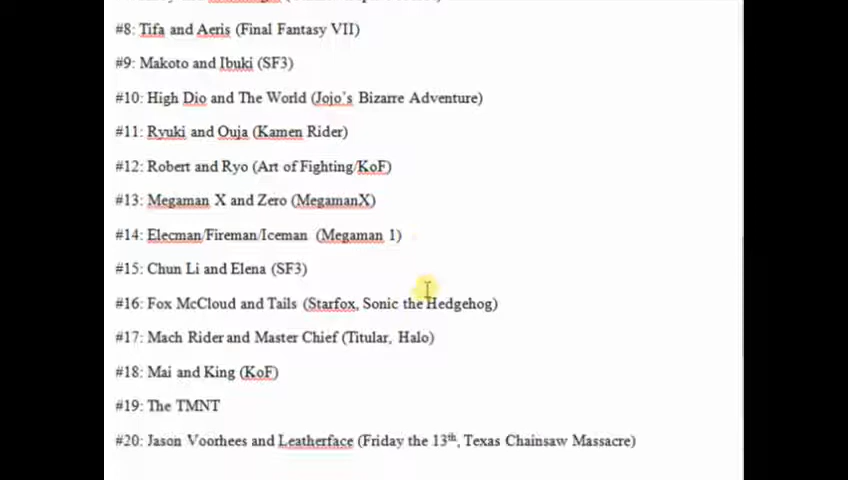 #8: Tifa and Aeris (Final Fantasy VII)
#9: Makoto and Ibuki (SF3)
#10: High Dio and The World (Jojo's Bizarre Adventure)
#11: Ryuki and Ouja (Kamen Rider)
#12: Robert and Ryo (Art of Fighting/KoF)
#13: Megaman X and Zero (MegamanX)
#14: Elecman/Fireman/Iceman (Megaman 1)
#15: Chun Li and Elena (SF3)
#16: Fox McCloud and Tails (Starfox, Sonic the Hedgehog)
#17: Mach Rider and Master Chief (Titular, Halo)
#18: Mai and King (KoF)
#19: The TMNT
#20: Jason Voorhees and Leatherface (Friday the 13th, Texas Chainsaw Massacre)